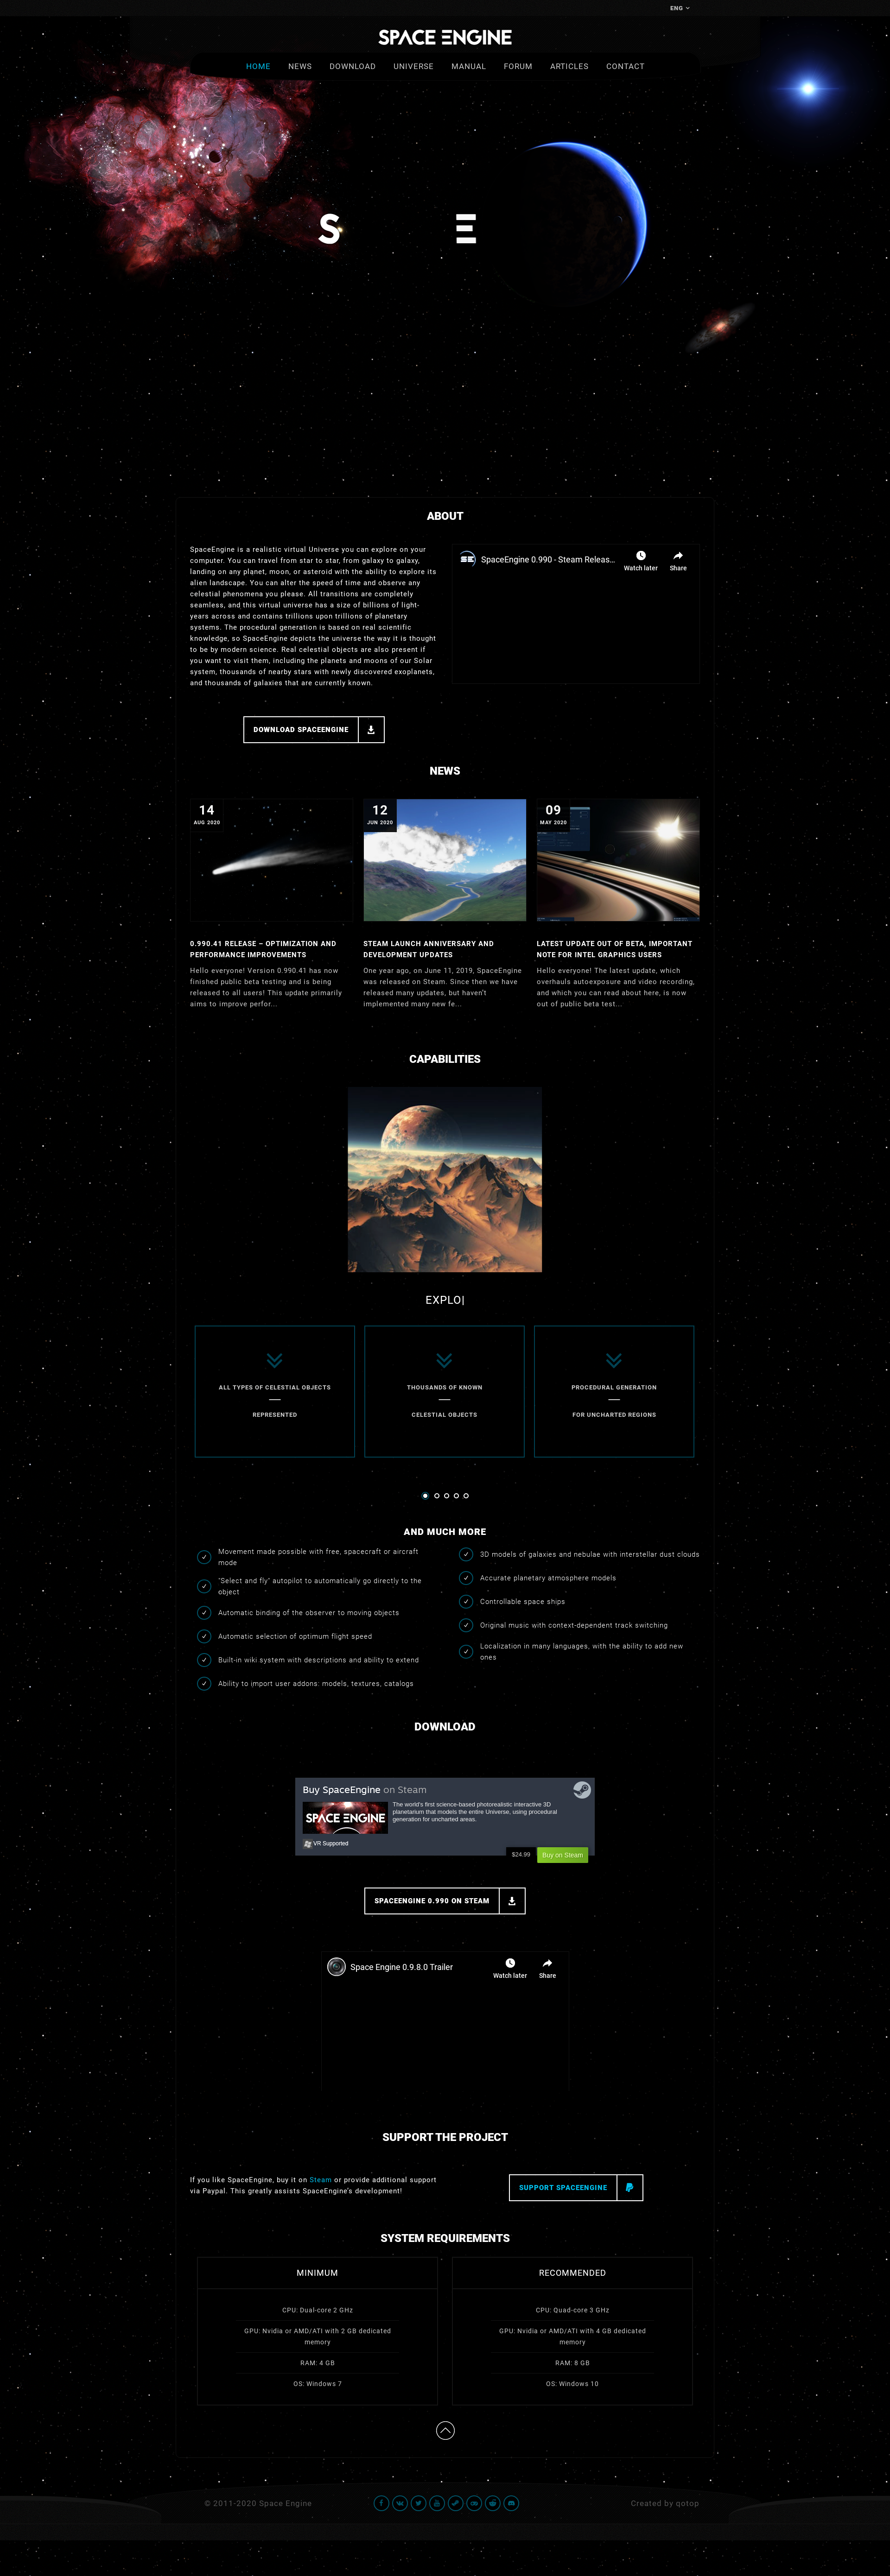 ENG
SPACE ENGINE
HOME NEWS DOWNLOAD UNIVERSE MANUAL FORUM ARTICLES CONTACT
S E
ABOUT
SpaceEngine is a realistic virtual Universe you can explore on your
computer. You can travel from star to star, from galaxy to galaxy,
landing on any planet, moon, or asteroid with the ability to explore its
alien landscape. You can alter the speed of time and observe any
celestial phenomena you please. All transitions are completely
seamless, and this virtual universe has a size of billions of light-
years across and contains trillions upon trillions of planetary
systems. The procedural generation is based on real scientific
knowledge, so SpaceEngine depicts the universe the way it is thought
to be by modern science. Real celestial objects are also present if
you want to visit them, including the planets and moons of our Solar
system, thousands of nearby stars with newly discovered exoplanets,
and thousands of galaxies that are currently known.
SE SpaceEngine 0.990 - Steam Releas...
Watch later Share
DOWNLOAD SPACEENGINE
NEWS
14
AUG 2020
0.990.41 RELEASE – OPTIMIZATION AND
PERFORMANCE IMPROVEMENTS
Hello everyone! Version 0.990.41 has now
finished public beta testing and is being
released to all users! This update primarily
aims to improve perfor...
12
JUN 2020
STEAM LAUNCH ANNIVERSARY AND
DEVELOPMENT UPDATES
One year ago, on June 11, 2019, SpaceEngine
was released on Steam. Since then we have
released many updates, but haven't
implemented many new fe...
09
MAY 2020
LATEST UPDATE OUT OF BETA, IMPORTANT
NOTE FOR INTEL GRAPHICS USERS
Hello everyone! The latest update, which
overhauls autoexposure and video recording,
and which you can read about here, is now
out of public beta test...
CAPABILITIES
EXPLO|
ALL TYPES OF CELESTIAL OBJECTS
REPRESENTED
THOUSANDS OF KNOWN
CELESTIAL OBJECTS
PROCEDURAL GENERATION
FOR UNCHARTED REGIONS
AND MUCH MORE
Movement made possible with free, spacecraft or aircraft
mode
"Select and fly" autopilot to automatically go directly to the
object
Automatic binding of the observer to moving objects
Automatic selection of optimum flight speed
Built-in wiki system with descriptions and ability to extend
Ability to import user addons: models, textures, catalogs
3D models of galaxies and nebulae with interstellar dust clouds
Accurate planetary atmosphere models
Controllable space ships
Original music with context-dependent track switching
Localization in many languages, with the ability to add new
ones
DOWNLOAD
Buy SpaceEngine on Steam
SPACE ENGINE
The world's first science-based photorealistic interactive 3D
planetarium that models the entire Universe, using procedural
generation for uncharted areas.
VR Supported
$24.99 Buy on Steam
SPACEENGINE 0.990 ON STEAM
Space Engine 0.9.8.0 Trailer
Watch later Share
SUPPORT THE PROJECT
If you like SpaceEngine, buy it on Steam or provide additional support
via Paypal. This greatly assists SpaceEngine's development!
SUPPORT SPACEENGINE
SYSTEM REQUIREMENTS
MINIMUM
CPU: Dual-core 2 GHz
GPU: Nvidia or AMD/ATI with 2 GB dedicated
memory
RAM: 4 GB
OS: Windows 7
RECOMMENDED
CPU: Quad-core 3 GHz
GPU: Nvidia or AMD/ATI with 4 GB dedicated
memory
RAM: 8 GB
OS: Windows 10
© 2011-2020 Space Engine
Created by qotop